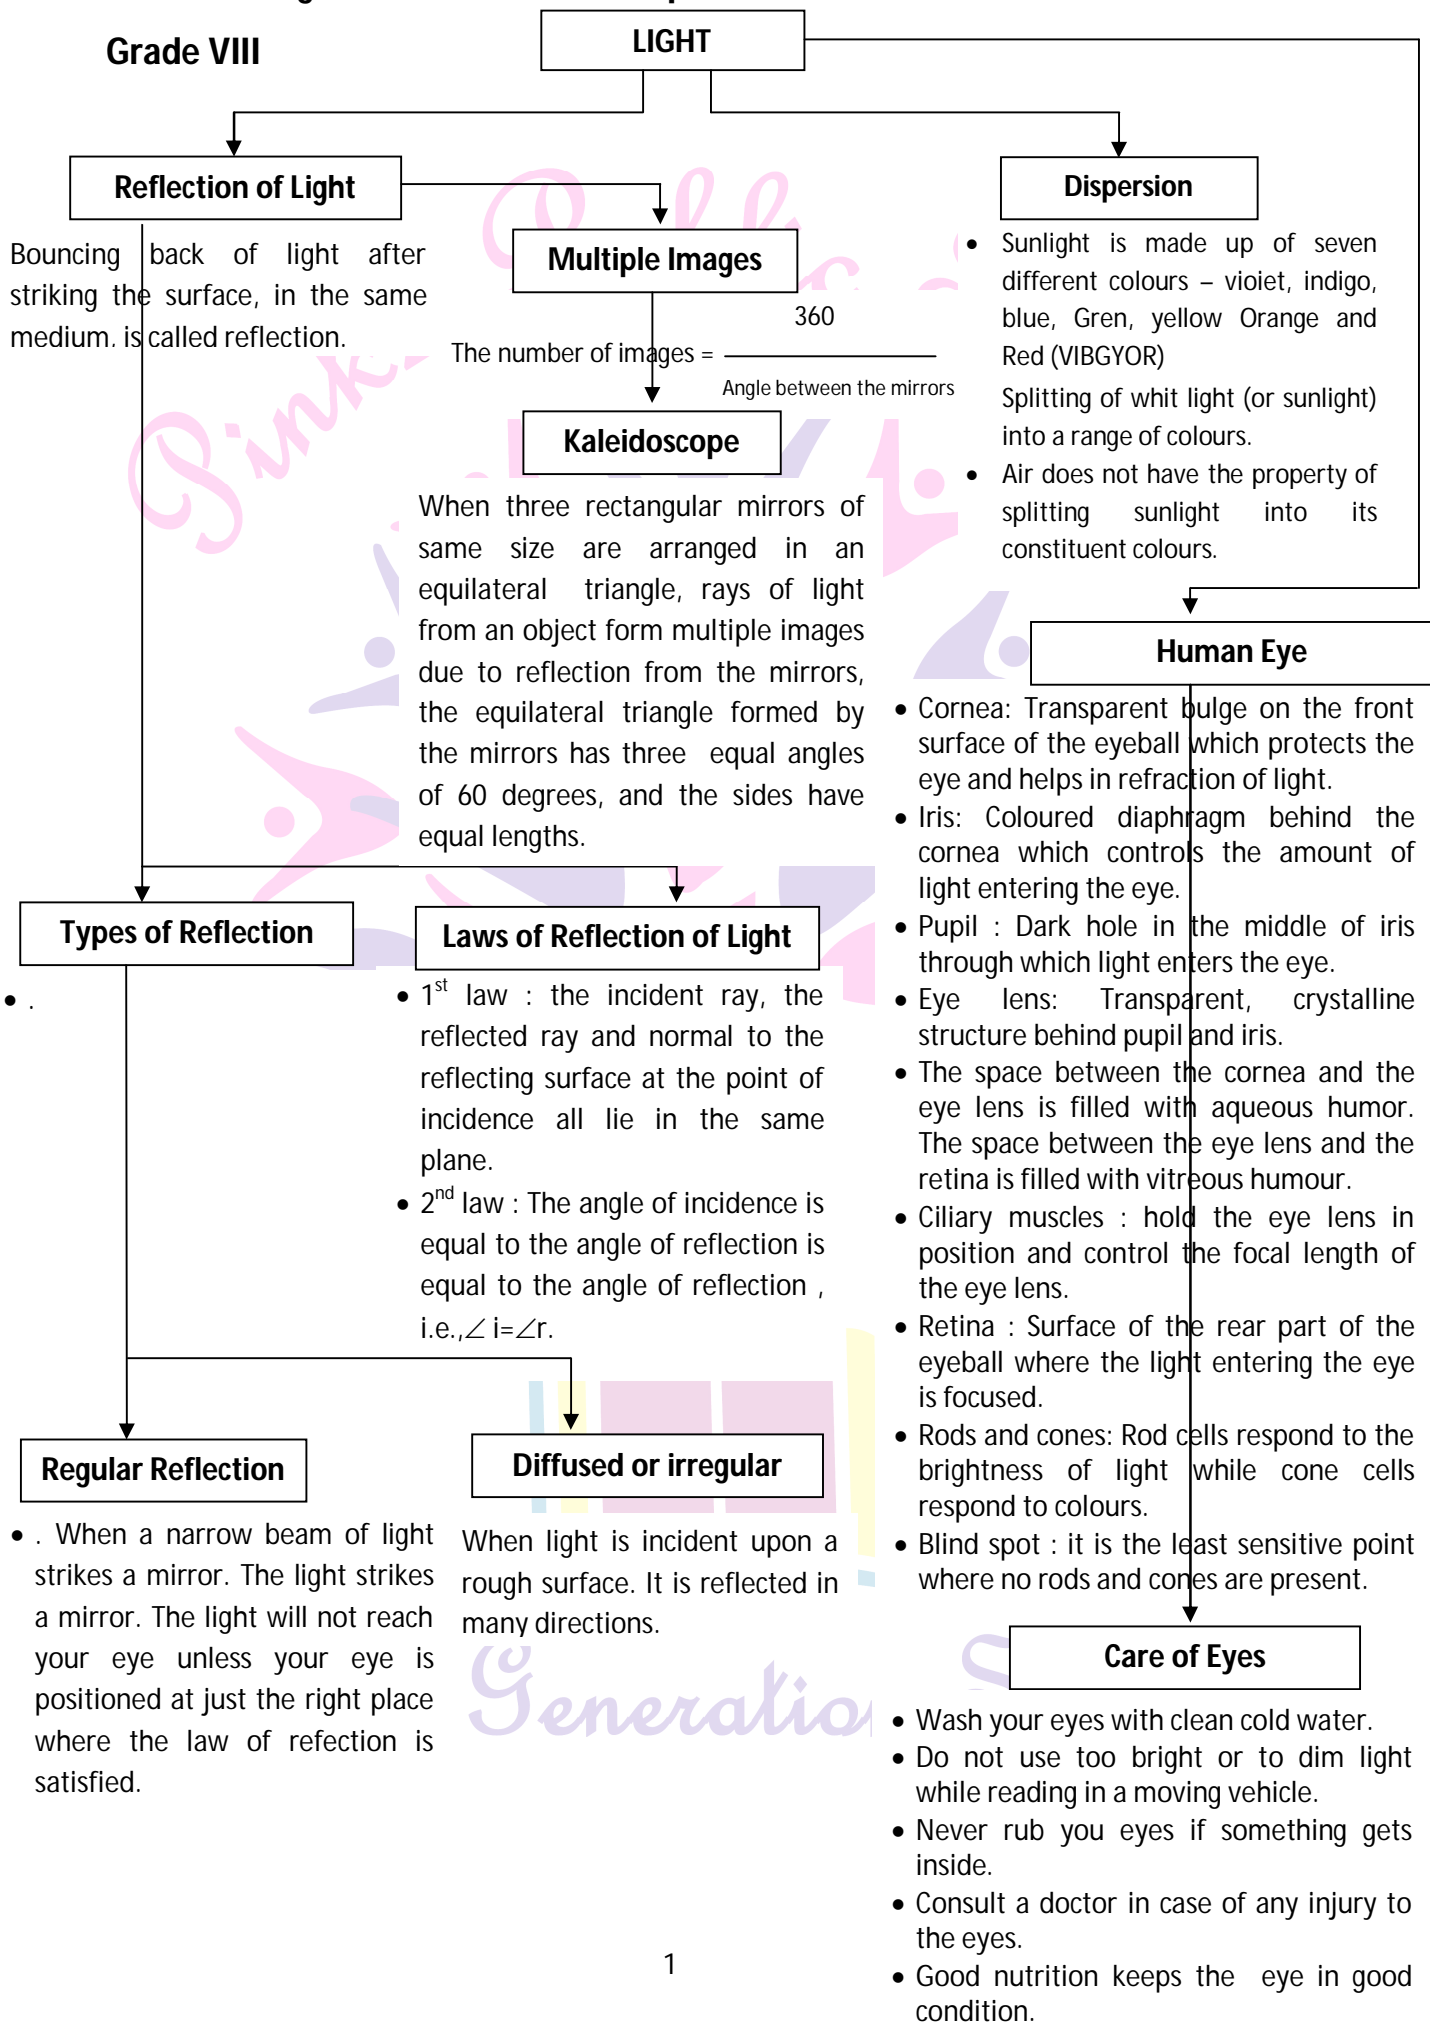 Grade VIII
LIGHT
Reflection of Light
Bouncing back of light after
striking the surface, in the same
medium. is called reflection.
Multiple Images
360
The number of images =
Angle between the mirrors
Kaleidoscope
When three rectangular mirrors of
same size are arranged in an
equilateral triangle, rays of light
from an object form multiple images
due to reflection from the mirrors,
the equilateral triangle formed by
the mirrors has three equal angles
of 60 degrees, and the sides have
equal lengths.
Dispersion
• Sunlight is made up of seven
different colours – vioiet, indigo,
blue, Gren, yellow Orange and
Red (VIBGYOR)
Splitting of whit light (or sunlight)
into a range of colours.
• Air does not have the property of
splitting sunlight into its
constituent colours.
Types of Reflection
• .
Laws of Reflection of Light
• 1st law : the incident ray, the
reflected ray and normal to the
reflecting surface at the point of
incidence all lie in the same
plane.
• 2nd law : The angle of incidence is
equal to the angle of reflection is
equal to the angle of reflection ,
i.e.,∠ i=∠r.
Regular Reflection
• . When a narrow beam of light
strikes a mirror. The light strikes
a mirror. The light will not reach
your eye unless your eye is
positioned at just the right place
where the law of refection is
satisfied.
Diffused or irregular
When light is incident upon a
rough surface. It is reflected in
many directions.
Human Eye
• Cornea: Transparent bulge on the front
surface of the eyeball which protects the
eye and helps in refraction of light.
• Iris: Coloured diaphragm behind the
cornea which controls the amount of
light entering the eye.
• Pupil : Dark hole in the middle of iris
through which light enters the eye.
• Eye lens: Transparent, crystalline
structure behind pupil and iris.
• The space between the cornea and the
eye lens is filled with aqueous humor.
The space between the eye lens and the
retina is filled with vitreous humour.
• Ciliary muscles : hold the eye lens in
position and control the focal length of
the eye lens.
• Retina : Surface of the rear part of the
eyeball where the light entering the eye
is focused.
• Rods and cones: Rod cells respond to the
brightness of light while cone cells
respond to colours.
• Blind spot : it is the least sensitive point
where no rods and cones are present.
Care of Eyes
• Wash your eyes with clean cold water.
• Do not use too bright or to dim light
while reading in a moving vehicle.
• Never rub you eyes if something gets
inside.
• Consult a doctor in case of any injury to
the eyes.
• Good nutrition keeps the eye in good
condition.
1